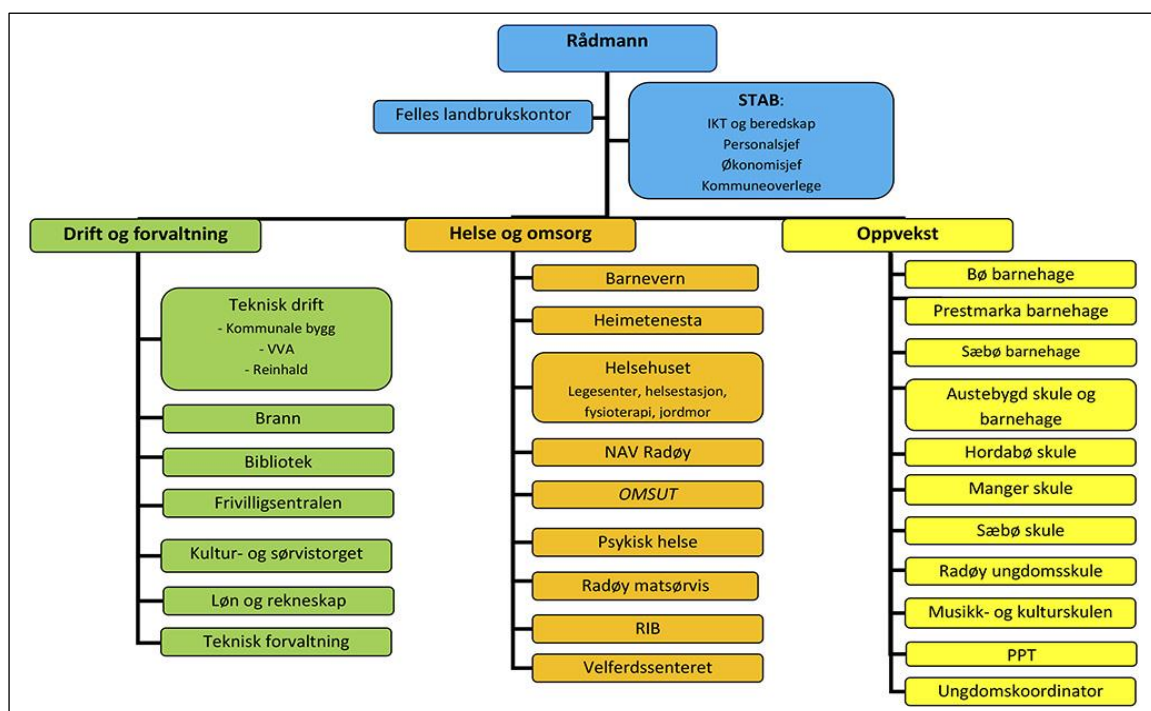 Rådmann
Felles landbrukskontor
STAB:
IKT og beredskap
Personalsjef
Økonomisjef
Kommuneoverlege
Drift og forvaltning
Teknisk drift
- Kommunale bygg
- VVA
- Reinhald
Brann
Bibliotek
Frivilligsentralen
Kultur- og sørvistorget
Løn og rekneskap
Teknisk forvaltning
Helse og omsorg
Barnevern
Heimetenesta
Helsehuset
Legesenter, helsestasjon,
fysioterapi, jordmor
NAV Radøy
OMSUT
Psykisk helse
Radøy matsørvis
RIB
Velferdssenteret
Oppvekst
Bø barnehage
Prestmarka barnehage
Sæbø barnehage
Austebygd skule og
barnehage
Hordabø skule
Manger skule
Sæbø skule
Radøy ungdomsskule
Musikk- og kulturskulen
PPT
Ungdomskoordinator